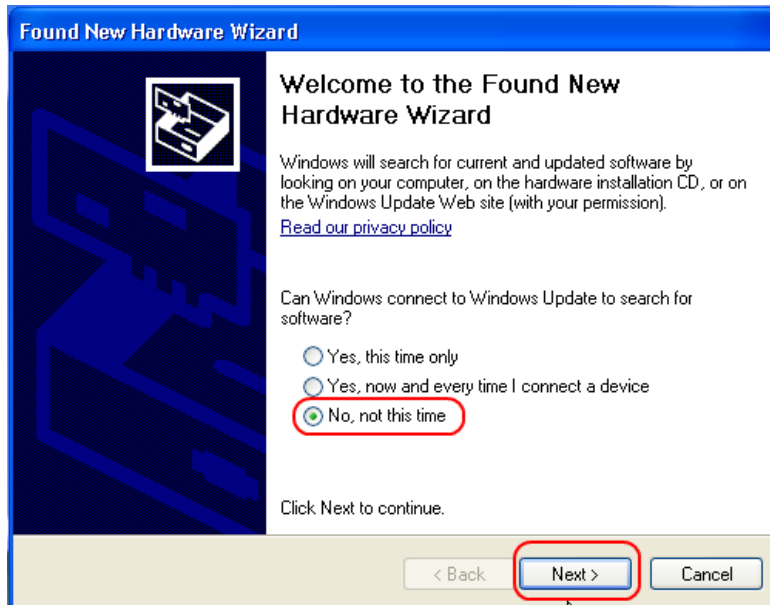 Found New Hardware Wizard
Welcome to the Found New
Hardware Wizard
Windows will search for current and updated software by
looking on your computer, on the hardware installation CD, or on
the Windows Update Web site (with your permission).
Read our privacy policy
Can Windows connect to Windows Update to search for
software?
Yes, this time only
Yes, now and every time I connect a device
No, not this time
Click Next to continue.
< Back
Next >
Cancel